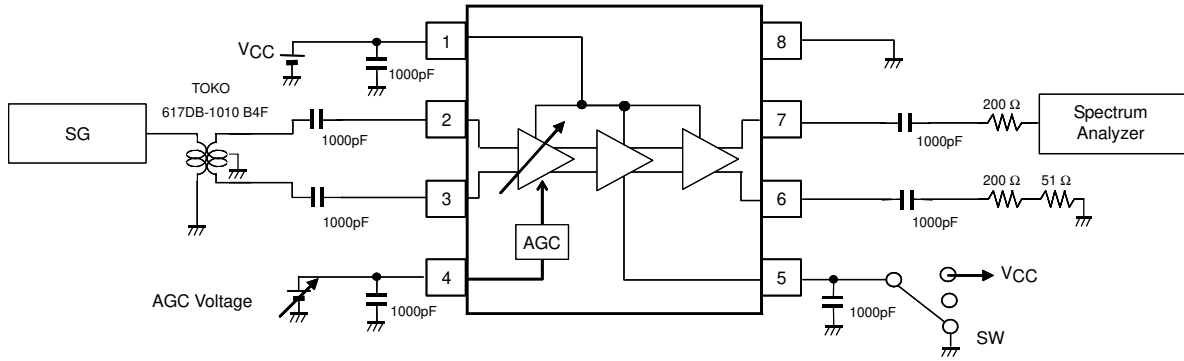 VCC
1000pF
1
8
TOKO
617DB-1010 B4F
SG
1000pF
2
7
1000pF
200 Ω
Spectrum
Analyzer
1000pF
3
6
1000pF
200 Ω
51 Ω
AGC
AGC Voltage
1000pF
4
5
1000pF
VCC
SW